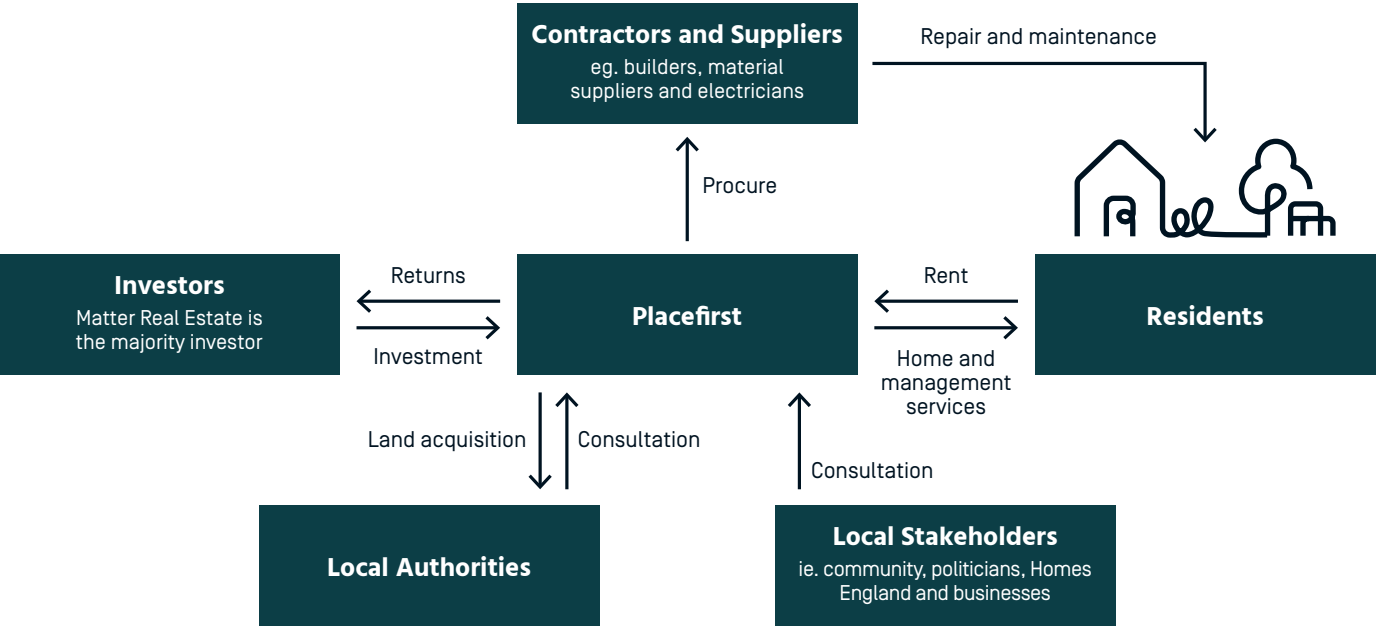 Contractors and Suppliers
eg. builders, material
suppliers and electricians
Repair and maintenance
Procure
Investors
Matter Real Estate is
the majority investor
Returns
Investment
Placefirst
Rent
Home and
management
services
Residents
Land acquisition
Consultation
Consultation
Local Authorities
Local Stakeholders
ie. community, politicians, Homes
England and businesses